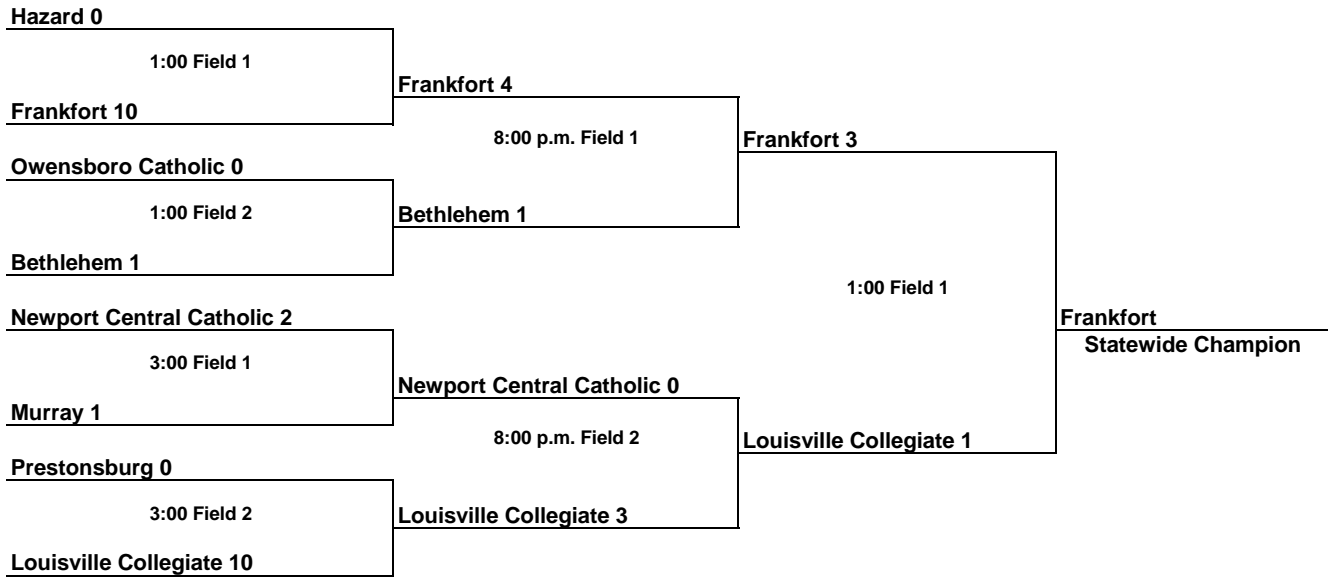 Hazard 0
1:00 Field 1
Frankfort 4
Frankfort 10
8:00 p.m. Field 1
Frankfort 3
Owensboro Catholic 0
1:00 Field 2
Bethlehem 1
Bethlehem 1
1:00 Field 1
Newport Central Catholic 2
Frankfort
Statewide Champion
3:00 Field 1
Newport Central Catholic 0
Murray 1
8:00 p.m. Field 2
Louisville Collegiate 1
Prestonsburg 0
3:00 Field 2
Louisville Collegiate 3
Louisville Collegiate 10